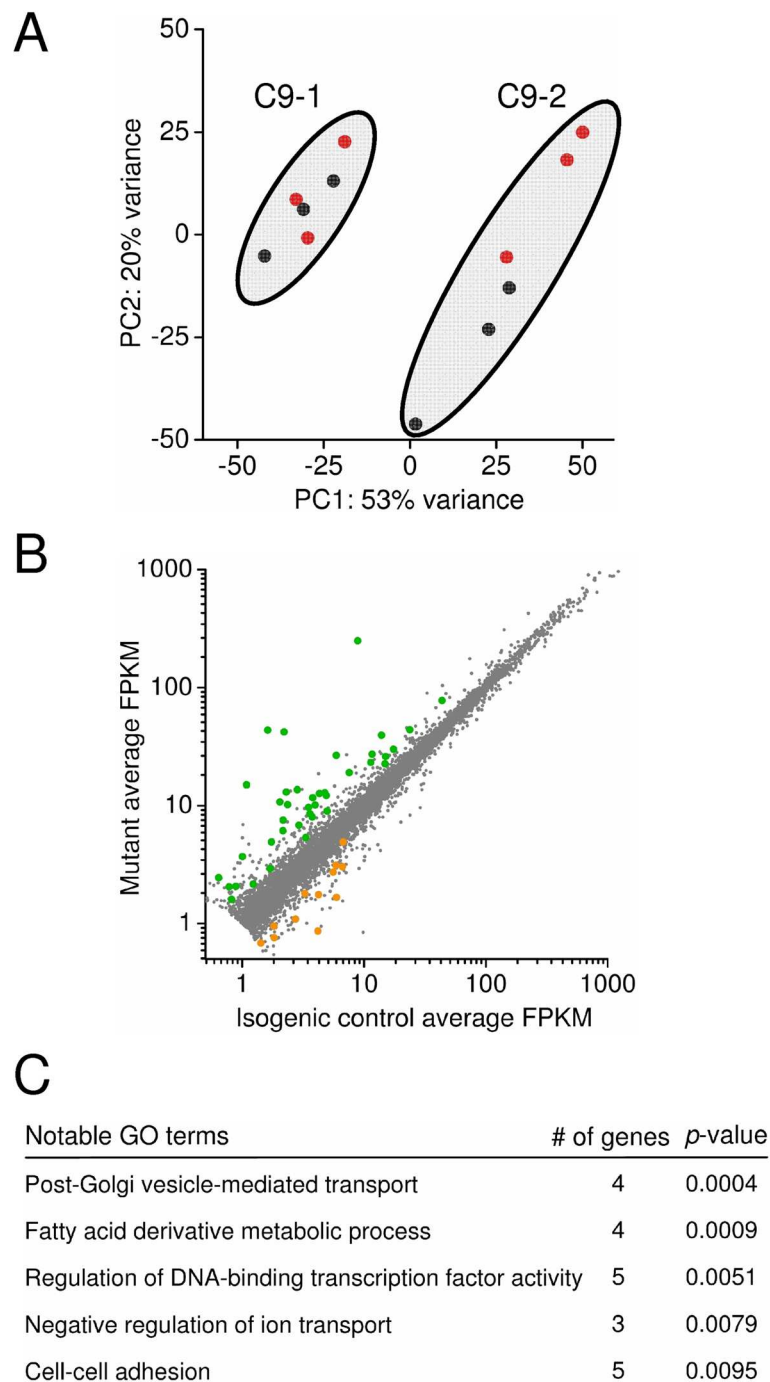 A
50
C9-1
C9-2
25
0
-25
-50
PC2: 20% variance
-50 -25 0 25 50
PC1: 53% variance
B
1000
100
10
1
Mutant average FPKM
1 10 100 1000
Isogenic control average FPKM
C
Notable GO terms # of genes p-value
Post-Golgi vesicle-mediated transport 4 0.0004
Fatty acid derivative metabolic process 4 0.0009
Regulation of DNA-binding transcription factor activity 5 0.0051
Negative regulation of ion transport 3 0.0079
Cell-cell adhesion 5 0.0095